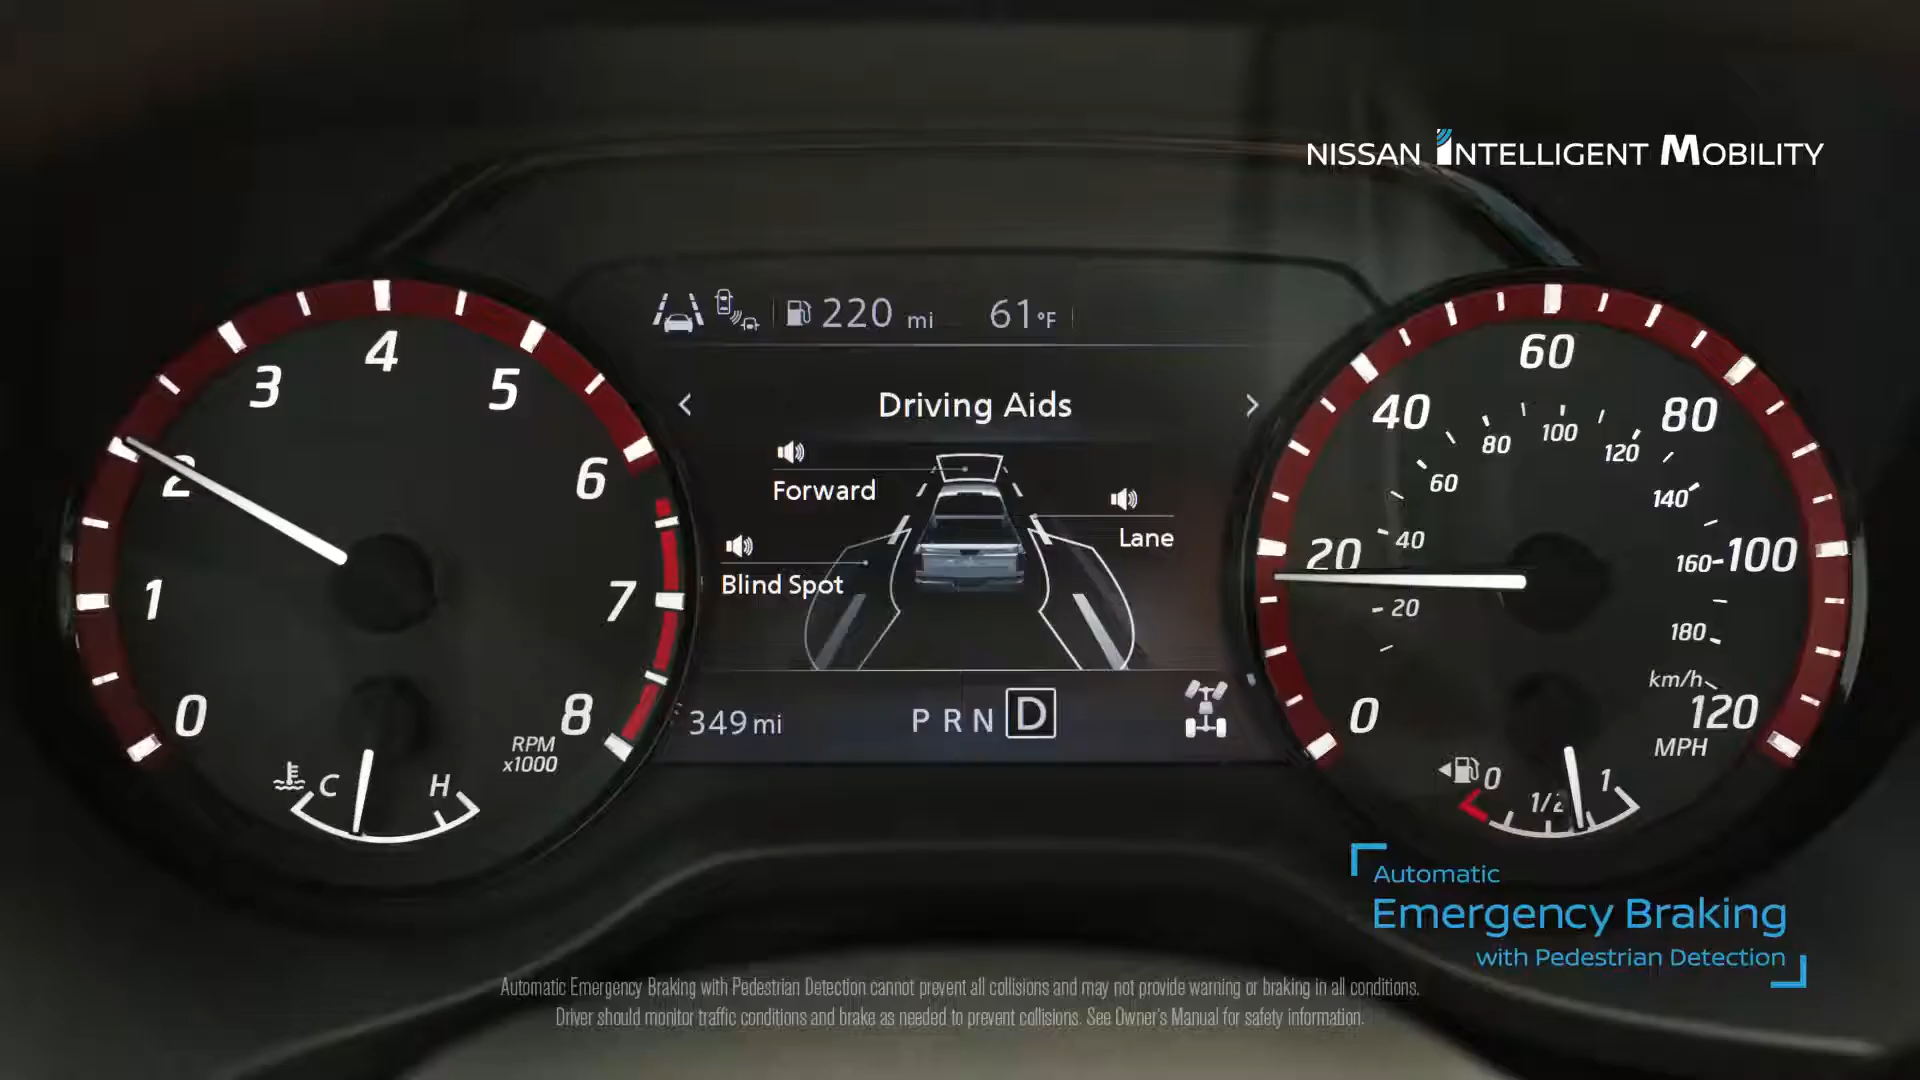 NISSAN INTELLIGENT MOBILITY
220 mi 61°F
Driving Aids
Forward
Lane
Blind Spot
349 mi P R N D
0
1
2
3
4
5
6
7
8
RPM
x1000
C H
0
20
40
60
80
100
120
MPH
20
40
60
80
100
120
140
160
180
km/h
0 1/2 1
Automatic
Emergency Braking
with Pedestrian Detection
Automatic Emergency Braking with Pedestrian Detection cannot prevent all collisions and may not provide warning or braking in all conditions.
Driver should monitor traffic conditions and brake as needed to prevent collisions. See Owner's Manual for safety information.